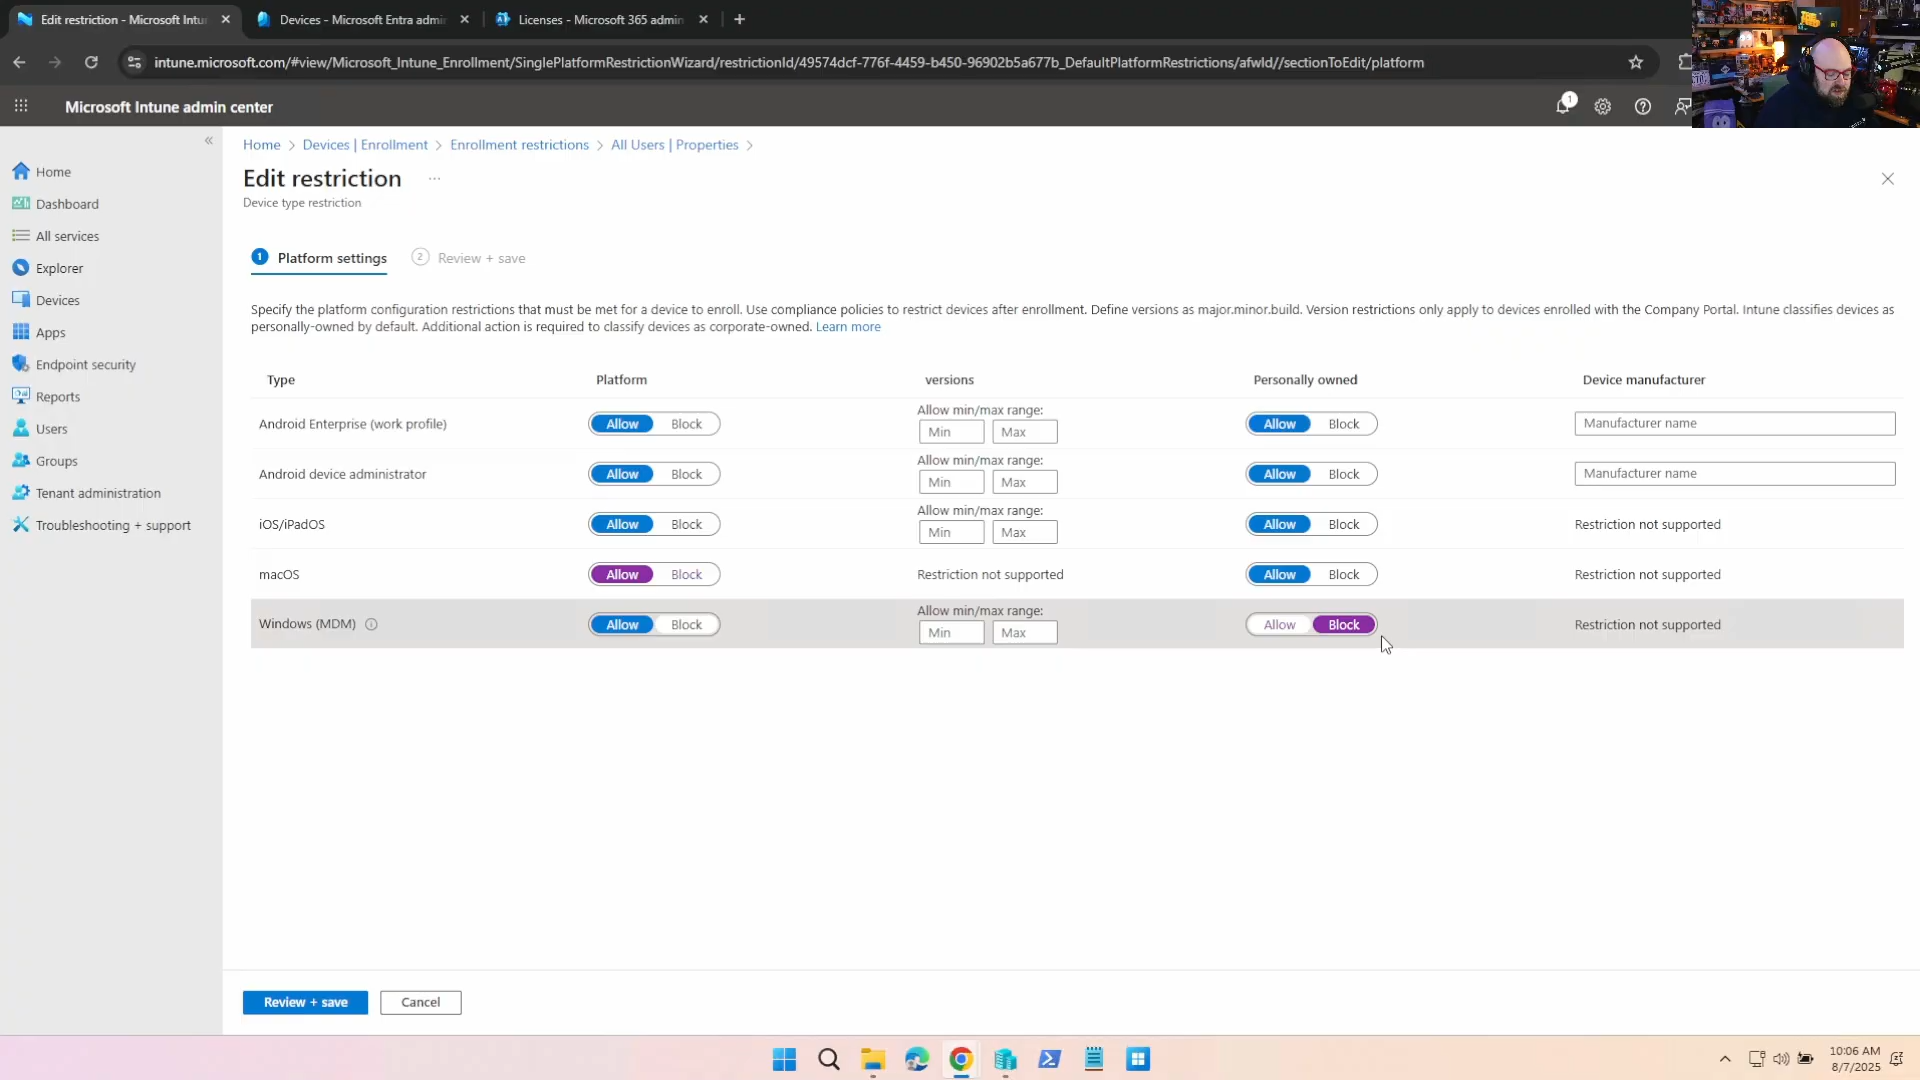 Edit restriction - Microsoft Intu
Devices - Microsoft Entra admin
Licenses - Microsoft 365 admin
intune.microsoft.com/#view/Microsoft_Intune_Enrollment/SinglePlatformRestrictionWizard/restrictionId/49574dcf-776f-4459-b450-96902b5a677b_DefaultPlatformRestrictions/afwId//sectionToEdit/platform
Microsoft Intune admin center
1
Home
Dashboard
All services
Explorer
Devices
Apps
Endpoint security
Reports
Users
Groups
Tenant administration
Troubleshooting + support
Home > Devices | Enrollment > Enrollment restrictions > All Users | Properties >
Edit restriction ...
Device type restriction
1 Platform settings 2 Review + save
Specify the platform configuration restrictions that must be met for a device to enroll. Use compliance policies to restrict devices after enrollment. Define versions as major.minor.build. Version restrictions only apply to devices enrolled with the Company Portal. Intune classifies devices as
personally-owned by default. Additional action is required to classify devices as corporate-owned. Learn more
Type Platform versions Personally owned Device manufacturer
Allow min/max range:
Android Enterprise (work profile) Allow Block Min Max Allow Block Manufacturer name
Allow min/max range:
Android device administrator Allow Block Min Max Allow Block Manufacturer name
Allow min/max range:
iOS/iPadOS Allow Block Min Max Allow Block Restriction not supported
macOS Allow Block Restriction not supported Allow Block Restriction not supported
Allow min/max range:
Windows (MDM) Allow Block Min Max Allow Block Restriction not supported
Review + save Cancel
10:06 AM
8/7/2025